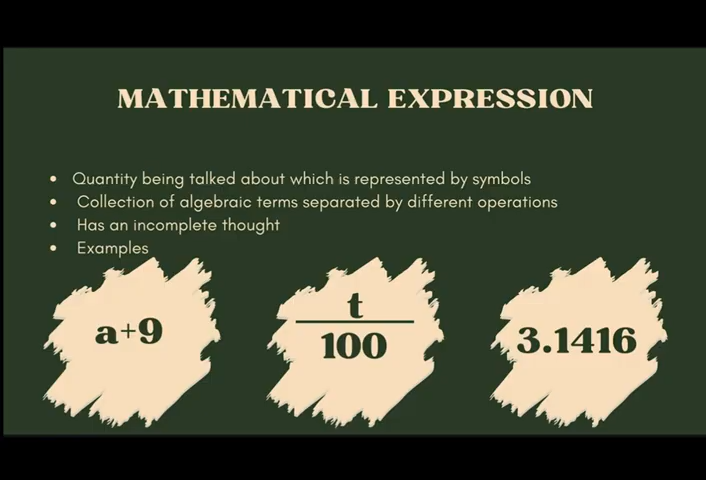 MATHEMATICAL EXPRESSION
• Quantity being talked about which is represented by symbols
• Collection of algebraic terms separated by different operations
• Has an incomplete thought
• Examples
a+9
t
100
3.1416